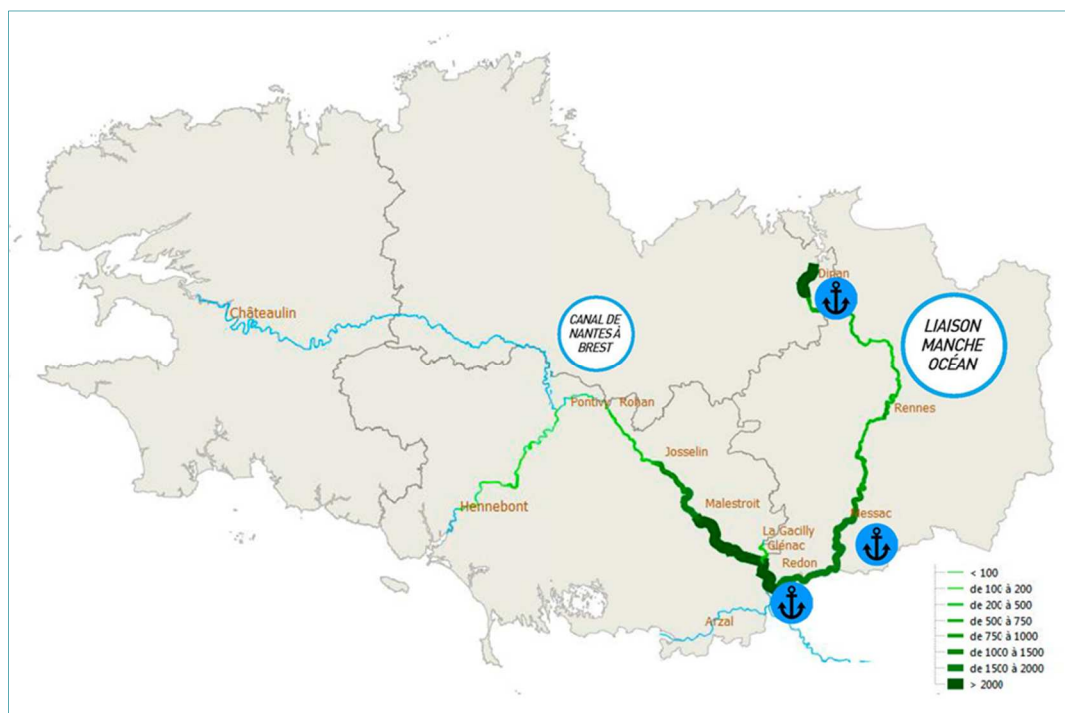 Dinan
Châteaulin
CANAL DE
NANTES À
BREST
LIAISON
MANCHE
OCÉAN
Pontivy
Rohan
Rennes
Josselin
Hennebont
Malestroit
Messac
La Gacilly
Glénac
Redon
Arzal
< 100
de 100 à 200
de 200 à 500
de 500 à 750
de 750 à 1000
de 1000 à 1500
de 1500 à 2000
> 2000